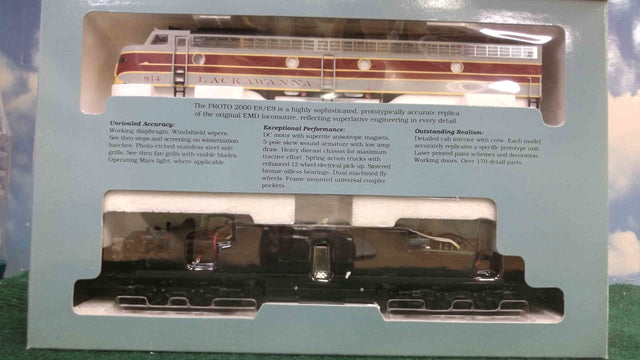 814 LACKAWANNA
The PROTO 2000 E8/E9 is a highly sophisticated, prototypically accurate replica
of the original EMD locomotive, reflecting superlative engineering in every detail.
Unrivaled Accuracy:
Working diaphragm. Windshield wipers.
See-thru steps and screening on winterization
hatches. Photo-etched stainless steel side
grills. See-thru fan grills with visible blades.
Operating Mars light, where applicable.
Exceptional Performance:
DC motor with superior anisotropic magnets.
5-pole skew wound armature with low amp
draw. Heavy diecast chassis for maximum
tractive effort. Spring action trucks with
enhanced 12 wheel electrical pick-up. Sintered
bronze oilless bearings. Dual machined fly
wheels. Frame mounted universal coupler
pockets.
Outstanding Realism:
Detailed cab interior with crew. Each model
accurately replicates a specific prototype unit.
Laser-printed paint schemes and decoration.
Working doors. Over 170 detail parts.